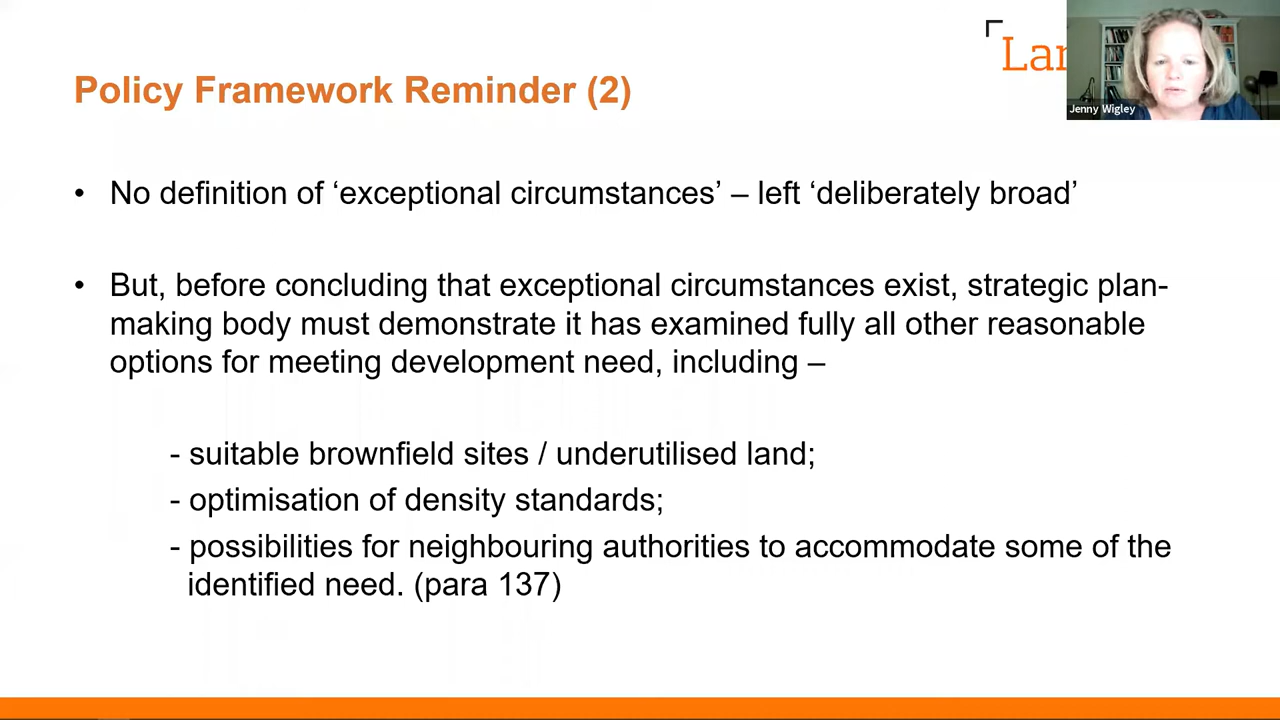 Policy Framework Reminder (2)
Jenny Wigley
• No definition of ‘exceptional circumstances’ – left ‘deliberately broad’
• But, before concluding that exceptional circumstances exist, strategic plan-
making body must demonstrate it has examined fully all other reasonable
options for meeting development need, including –
- suitable brownfield sites / underutilised land;
- optimisation of density standards;
- possibilities for neighbouring authorities to accommodate some of the
identified need. (para 137)